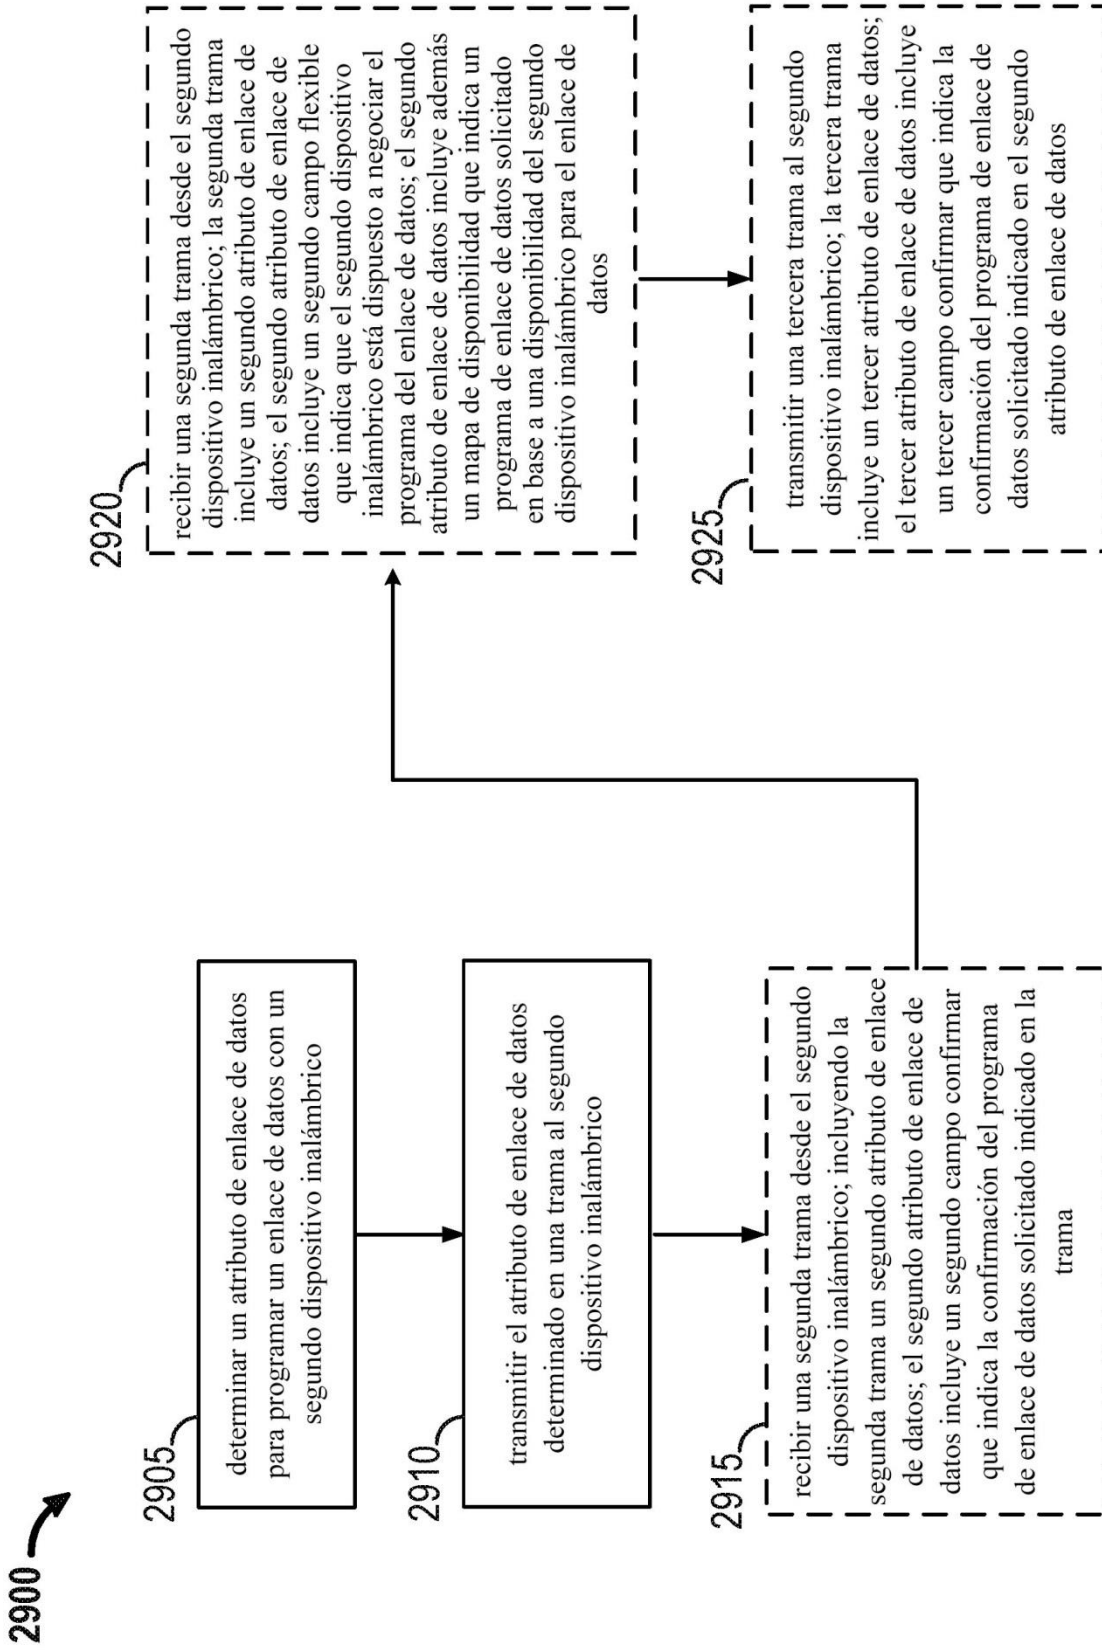 2900
2905
determinar un atributo de enlace de datos
para programar un enlace de datos con un
segundo dispositivo inalámbrico
2910
transmitir el atributo de enlace de datos
determinado en una trama al segundo
dispositivo inalámbrico
2915
recibir una segunda trama desde el segundo
dispositivo inalámbrico; incluyendo la
segunda trama un segundo atributo de enlace
de datos; el segundo atributo de enlace de
datos incluye un segundo campo confirmar
que indica la confirmación del programa
de enlace de datos solicitado indicado en la
trama
2920
recibir una segunda trama desde el segundo
dispositivo inalámbrico; la segunda trama
incluye un segundo atributo de enlace de
datos; el segundo atributo de enlace de
datos incluye un segundo campo flexible
que indica que el segundo dispositivo
inalámbrico está dispuesto a negociar el
programa del enlace de datos; el segundo
atributo de enlace de datos incluye además
un mapa de disponibilidad que indica un
programa de enlace de datos solicitado
en base a una disponibilidad del segundo
dispositivo inalámbrico para el enlace de
datos
2925
transmitir una tercera trama al segundo
dispositivo inalámbrico; la tercera trama
incluye un tercer atributo de enlace de datos;
el tercer atributo de enlace de datos incluye
un tercer campo confirmar que indica la
confirmación del programa de enlace de
datos solicitado indicado en el segundo
atributo de enlace de datos